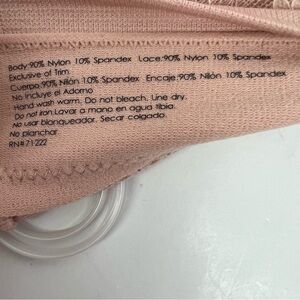 Body:90% Nylon 10% Spandex Lace:90% Nylon 10% Spandex
Exclusive of Trim
Cuerpo:90% Nilón 10% Spandex Encaje:90% Nilón 10% Spandex
No incluye el Adorno
Hand wash warm. Do not bleach. Line dry.
Do not iron.Lavar a mano en agua tibia.
No usar blanqueador. Secar colgado.
No planchar
RN#71222